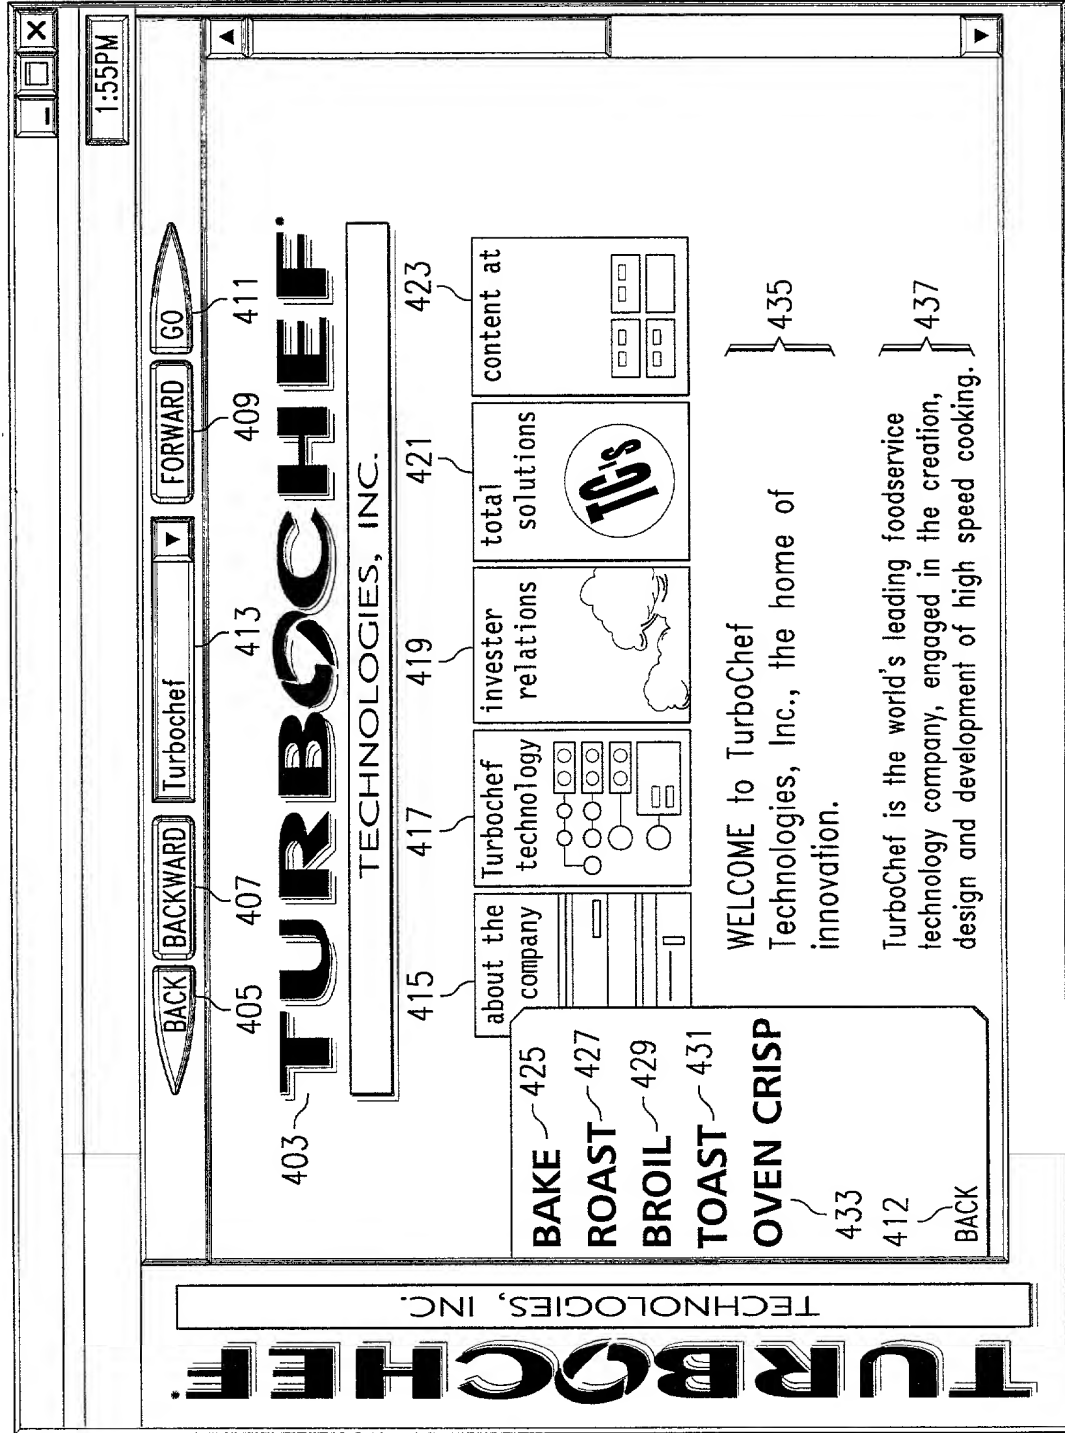 1:55PM
BACK
BACKWARD
Turbochef
FORWARD
GO
405
407
413
409
411
403
TURBOCHEF
TECHNOLOGIES, INC.
415
417
419
421
423
about the
company
Turbochef
technology
invester
relations
total
solutions
TC's
content at
BAKE
425
ROAST
427
BROIL
429
TOAST
431
OVEN CRISP
433
412
BACK
WELCOME to TurboChef
Technologies, Inc., the home of
innovation.
435
TurboChef is the world's leading foodservice
technology company, engaged in the creation,
design and development of high speed cooking.
437
TURBOCHEF
TECHNOLOGIES, INC.